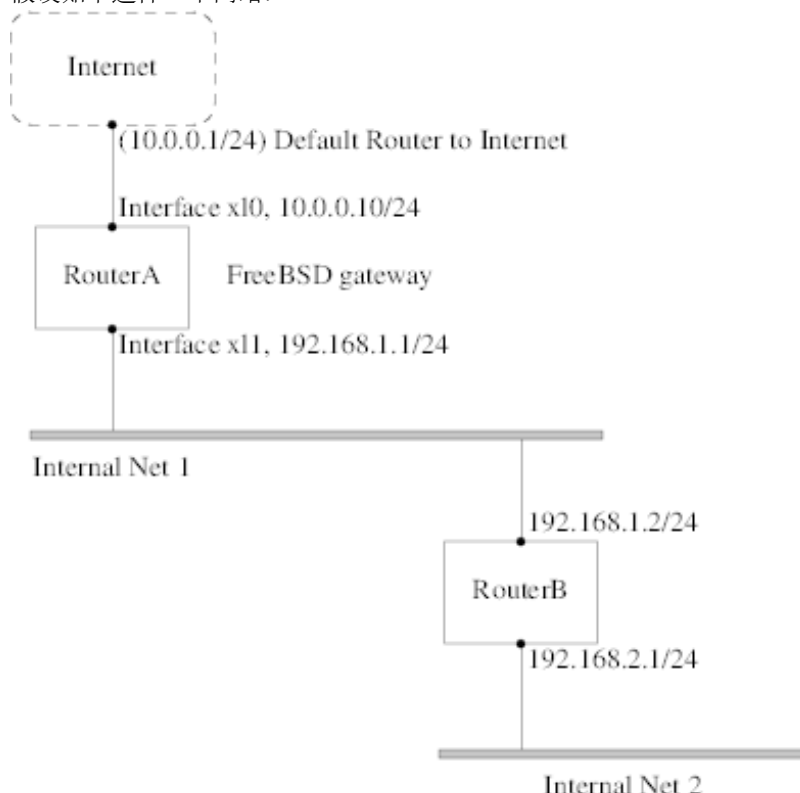 Internet
(10.0.0.1/24) Default Router to Internet
Interface xl0, 10.0.0.10/24
RouterA
FreeBSD gateway
Interface xl1, 192.168.1.1/24
Internal Net 1
192.168.1.2/24
RouterB
192.168.2.1/24
Internal Net 2